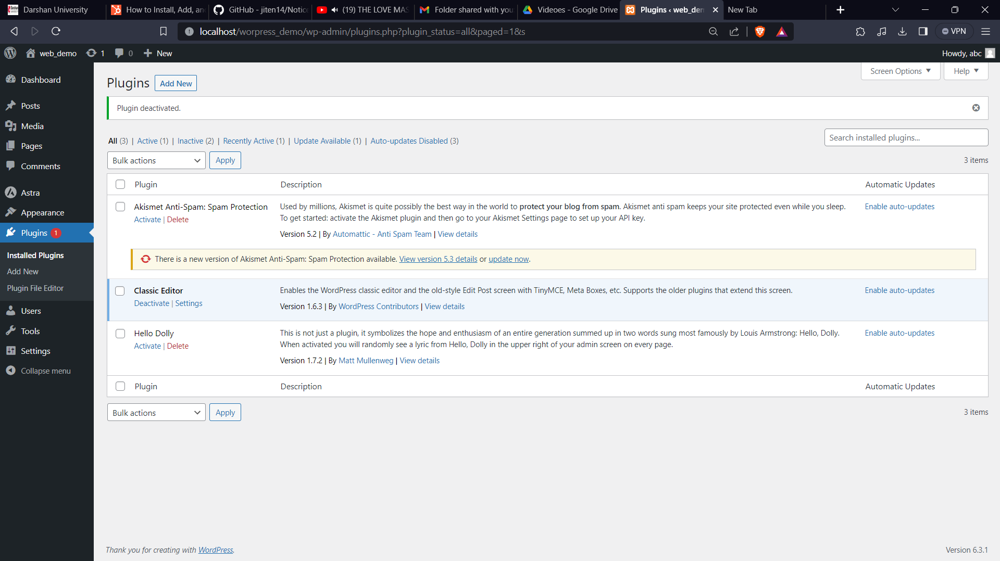 Darshan University
How to Install, Add, an
GitHub - jiten14/Notice
(19) THE LOVE MAS
Folder shared with you
Videoes - Google Drive
Plugins ‹ web_dem
New Tab
localhost/worpress_demo/wp-admin/plugins.php?plugin_status=all&paged=1&s
VPN
web_demo 1 0 New
Howdy, abc
Dashboard
Posts
Media
Pages
Comments
Astra
Appearance
Plugins 1
Installed Plugins
Add New
Plugin File Editor
Users
Tools
Settings
Collapse menu
Screen Options
Help
Plugins Add New
Plugin deactivated.
All (3) | Active (1) | Inactive (2) | Recently Active (1) | Update Available (1) | Auto-updates Disabled (3)
Search installed plugins...
Bulk actions Apply
3 items
Plugin Description Automatic Updates
Akismet Anti-Spam: Spam Protection
Activate | Delete
Used by millions, Akismet is quite possibly the best way in the world to protect your blog from spam. Akismet anti spam keeps your site protected even while you sleep.
To get started: activate the Akismet plugin and then go to your Akismet Settings page to set up your API key.
Version 5.2 | By Automattic - Anti Spam Team | View details
Enable auto-updates
There is a new version of Akismet Anti-Spam: Spam Protection available. View version 5.3 details or update now.
Classic Editor
Deactivate | Settings
Enables the WordPress classic editor and the old-style Edit Post screen with TinyMCE, Meta Boxes, etc. Supports the older plugins that extend this screen.
Version 1.6.3 | By WordPress Contributors | View details
Enable auto-updates
Hello Dolly
Activate | Delete
This is not just a plugin, it symbolizes the hope and enthusiasm of an entire generation summed up in two words sung most famously by Louis Armstrong: Hello, Dolly.
When activated you will randomly see a lyric from Hello, Dolly in the upper right of your admin screen on every page.
Version 1.7.2 | By Matt Mullenweg | View details
Enable auto-updates
Plugin Description Automatic Updates
Bulk actions Apply
3 items
Thank you for creating with WordPress.
Version 6.3.1